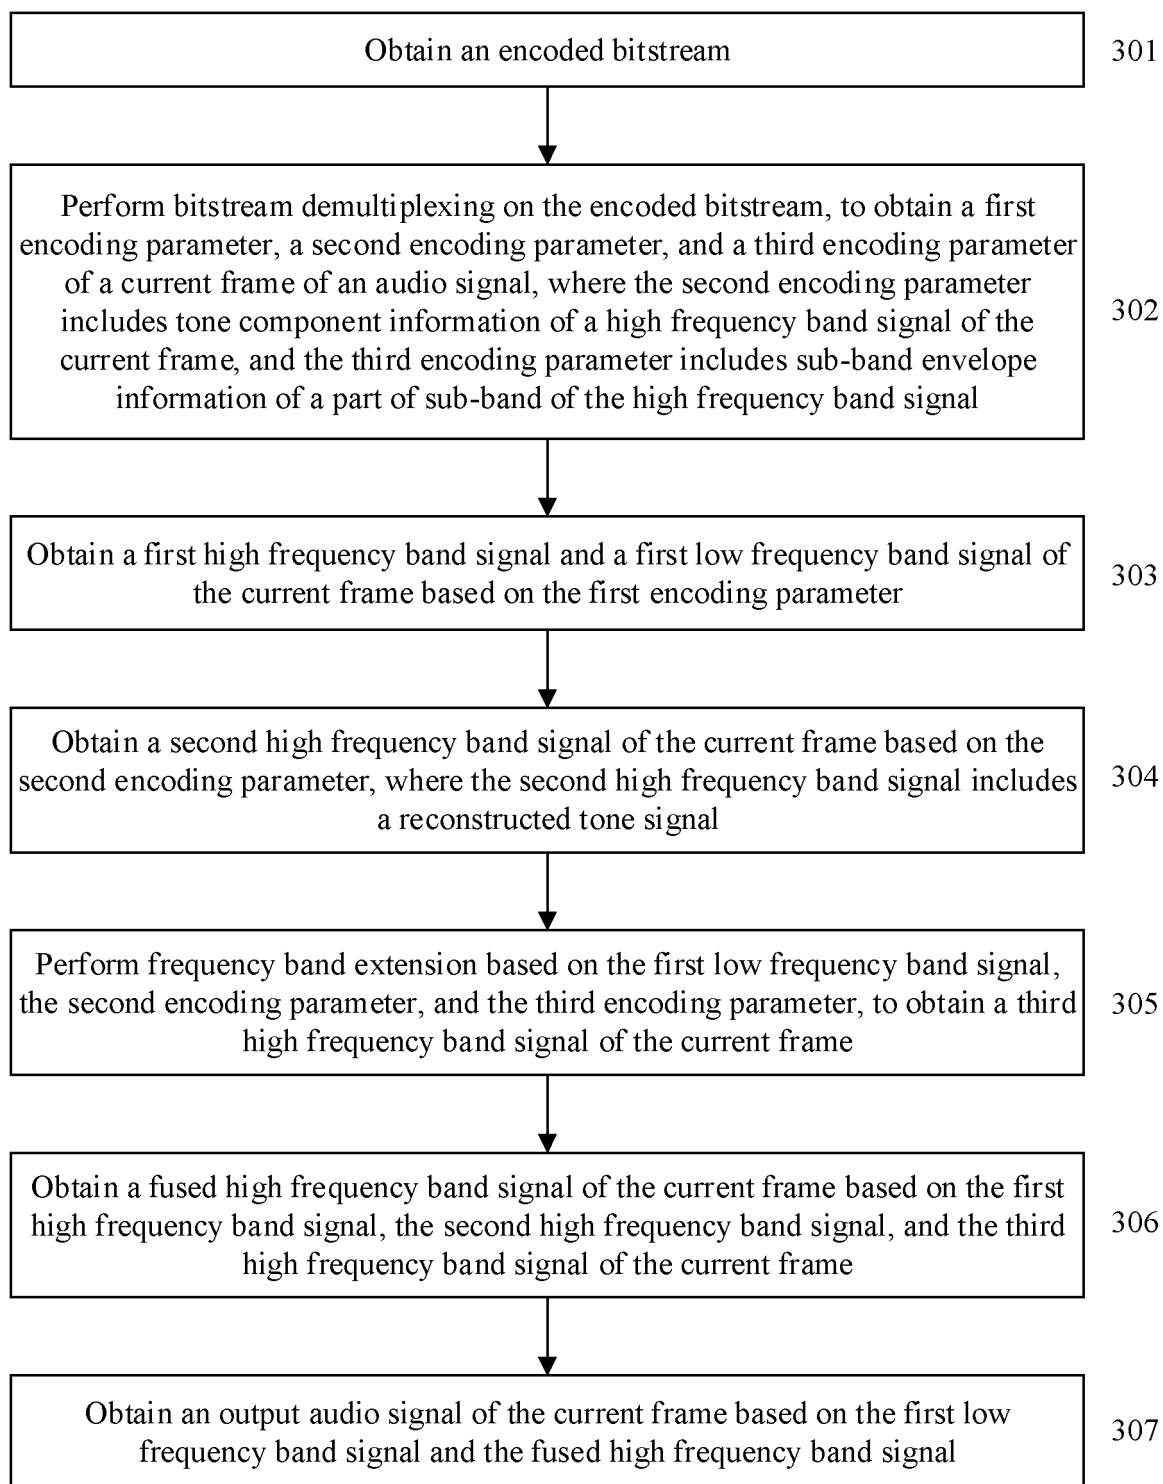 Obtain an encoded bitstream
301
Perform bitstream demultiplexing on the encoded bitstream, to obtain a first
encoding parameter, a second encoding parameter, and a third encoding parameter
of a current frame of an audio signal, where the second encoding parameter
includes tone component information of a high frequency band signal of the
current frame, and the third encoding parameter includes sub-band envelope
information of a part of sub-band of the high frequency band signal
302
Obtain a first high frequency band signal and a first low frequency band signal of
the current frame based on the first encoding parameter
303
Obtain a second high frequency band signal of the current frame based on the
second encoding parameter, where the second high frequency band signal includes
a reconstructed tone signal
304
Perform frequency band extension based on the first low frequency band signal,
the second encoding parameter, and the third encoding parameter, to obtain a third
high frequency band signal of the current frame
305
Obtain a fused high frequency band signal of the current frame based on the first
high frequency band signal, the second high frequency band signal, and the third
high frequency band signal of the current frame
306
Obtain an output audio signal of the current frame based on the first low
frequency band signal and the fused high frequency band signal
307